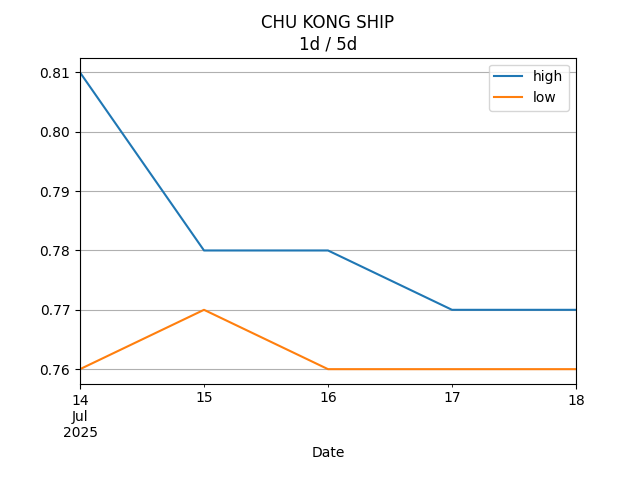 CHU KONG SHIP
1d / 5d
high
low
0.81
0.80
0.79
0.78
0.77
0.76
14 15 16 17 18
Jul
2025
Date